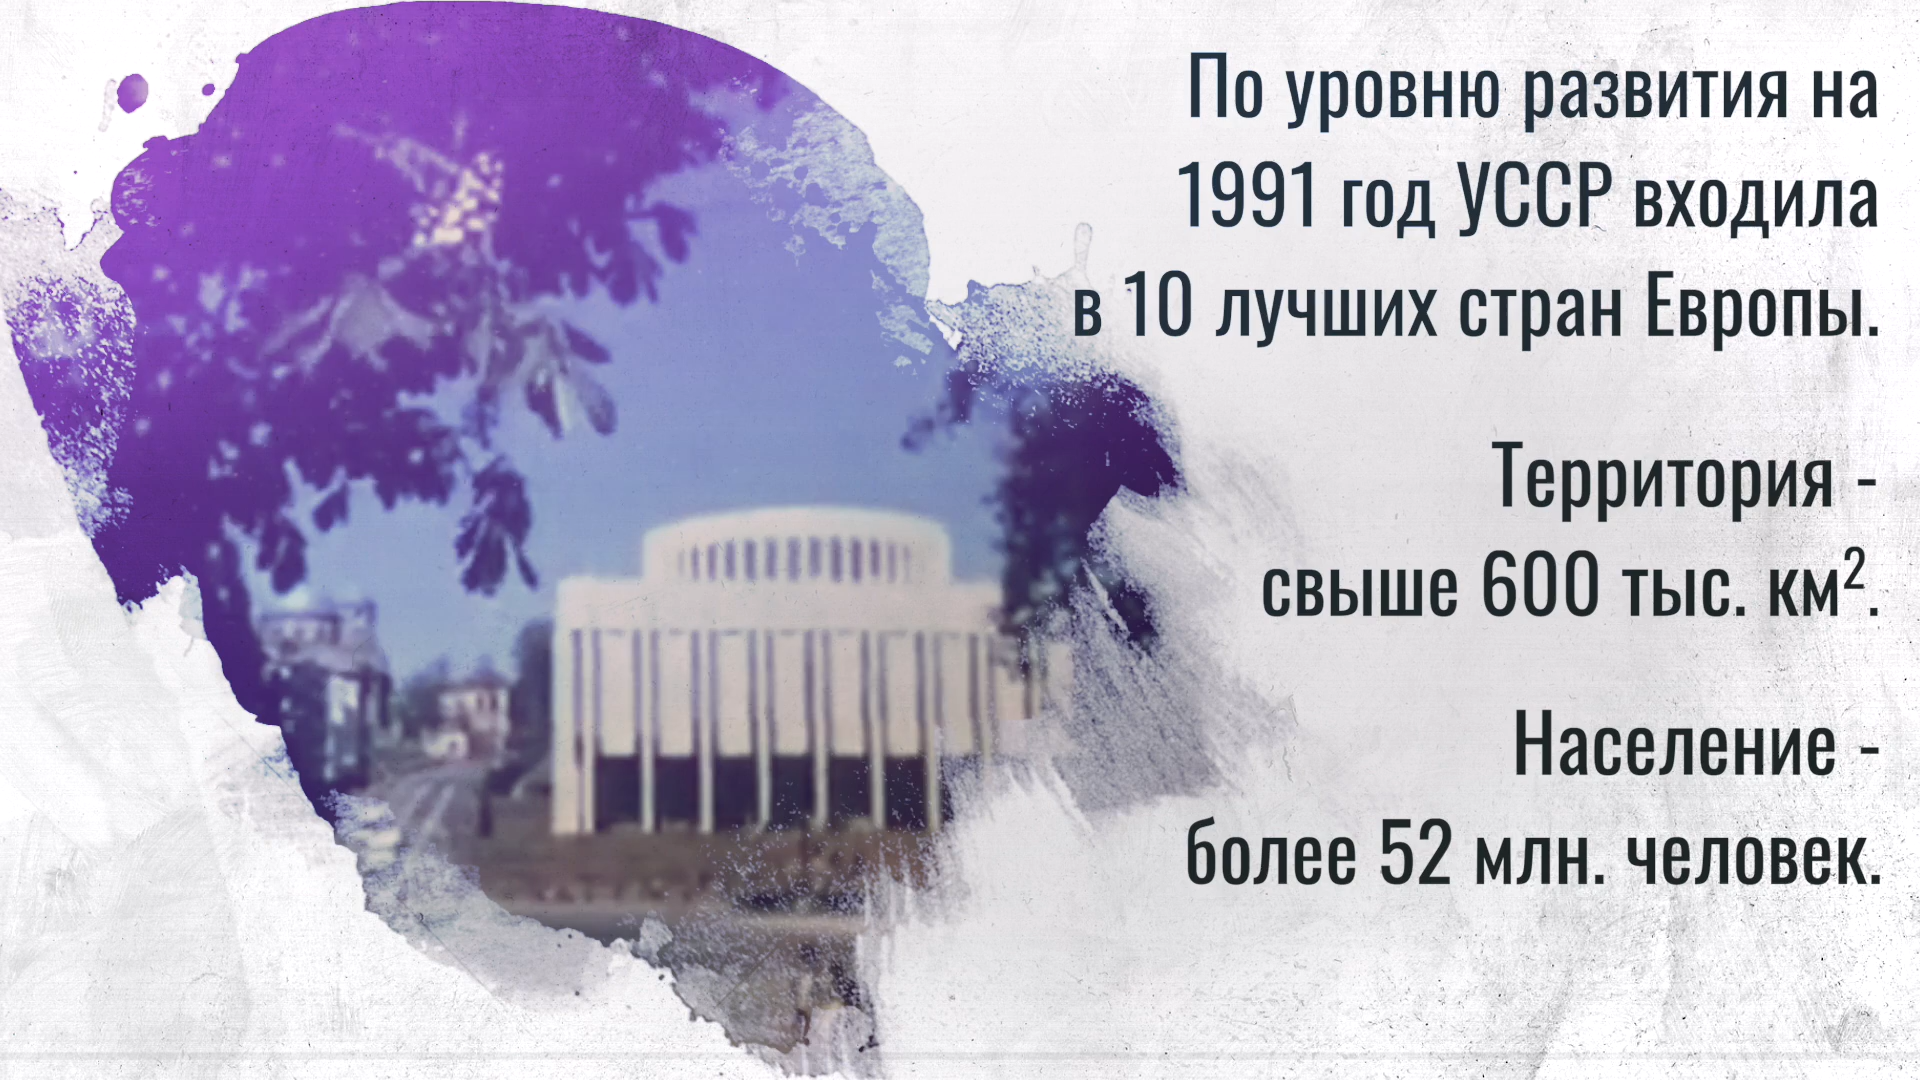 По уровню развития на
1991 год УССР входила
в 10 лучших стран Европы.
Территория -
свыше 600 тыс. км².
Население -
более 52 млн. человек.